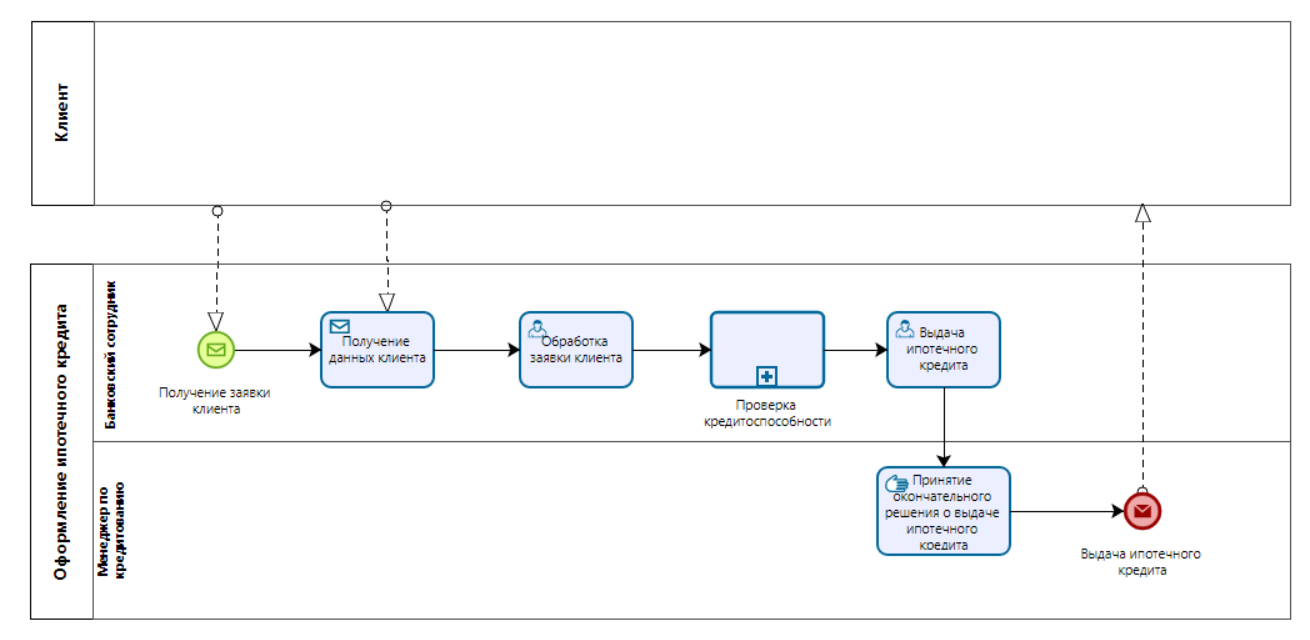 Клиент
Оформление ипотечного кредита
Банковский сотрудник
Получение заявки
клиента
Получение
данных клиента
Обработка
заявки клиента
Проверка
кредитоспособности
Выдача
ипотечного
кредита
Менеджер по
кредитованию
Принятие
окончательного
решения о выдаче
ипотечного
кредита
Выдача ипотечного
кредита